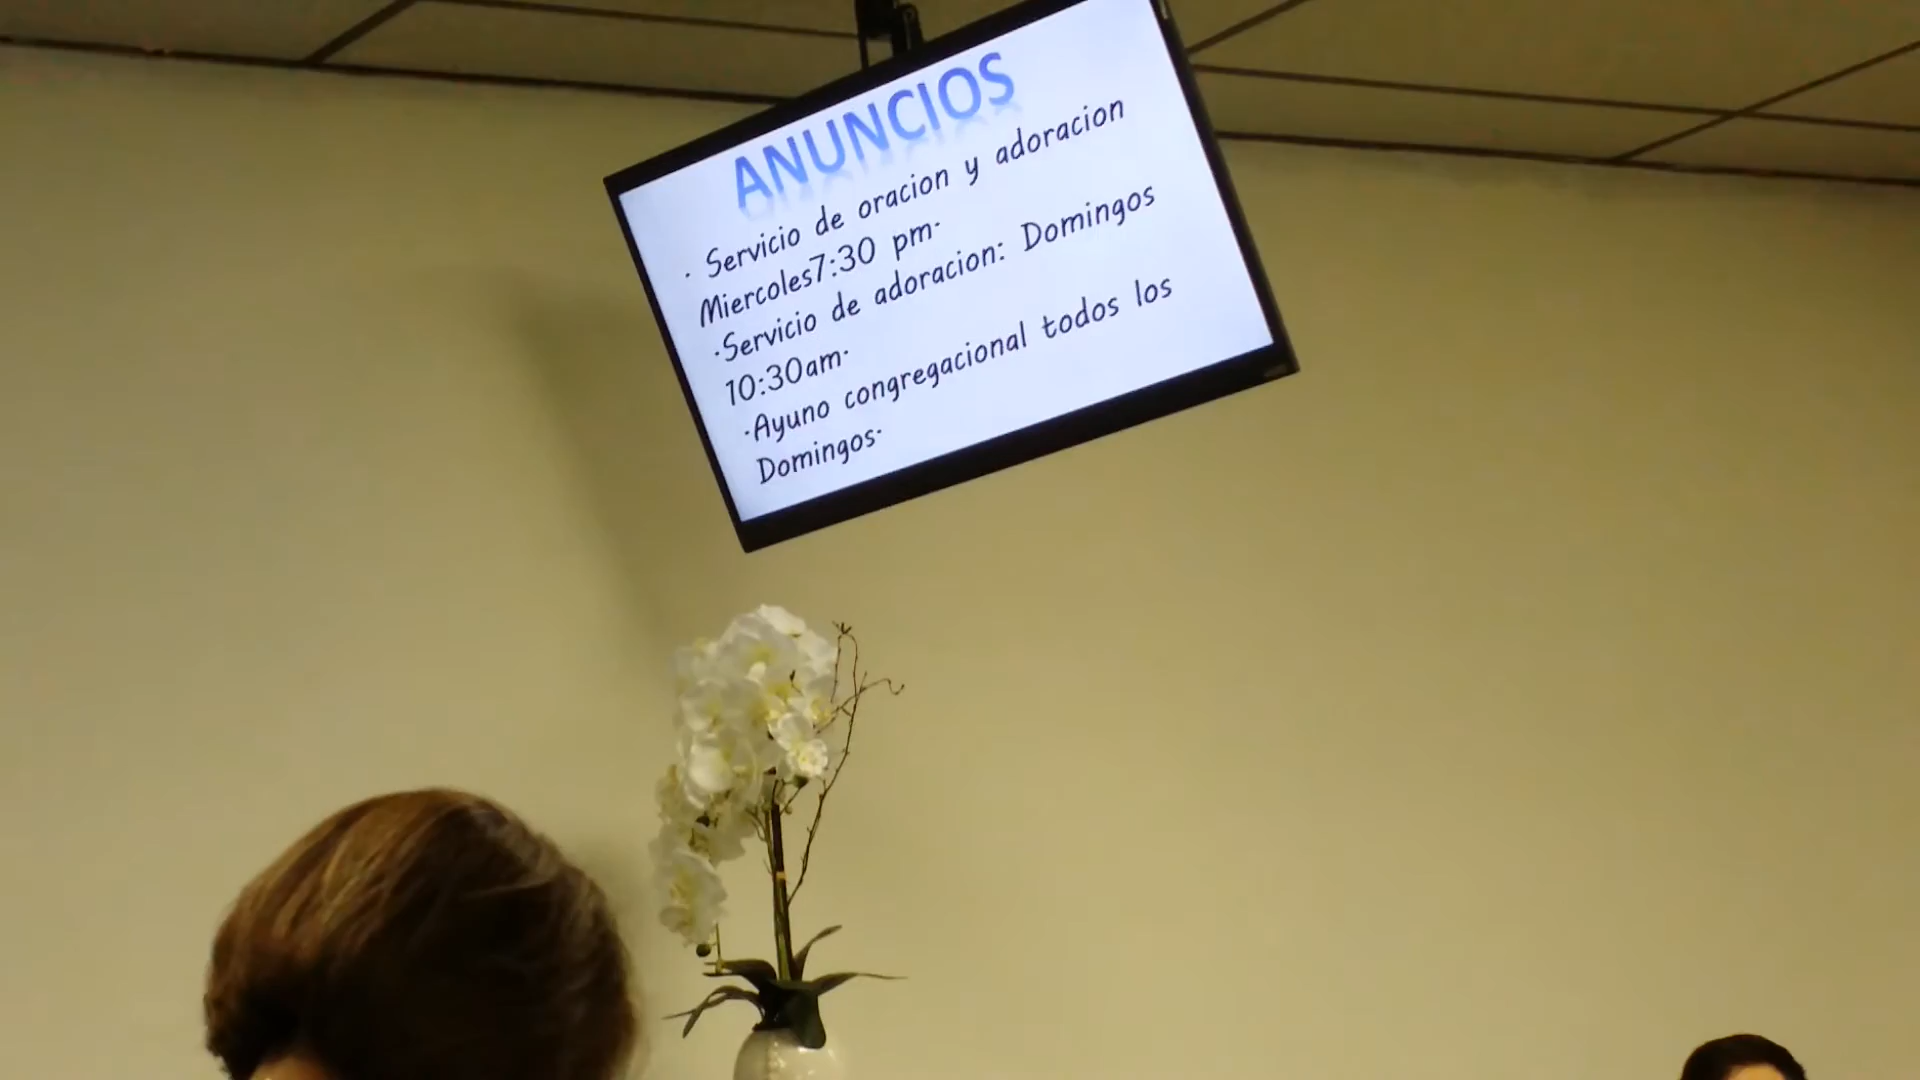 ANUNCIOS
· Servicio de oracion y adoracion
Miercoles7:30 pm·
·Servicio de adoracion: Domingos
10:30am·
·Ayuno congregacional todos los
Domingos·